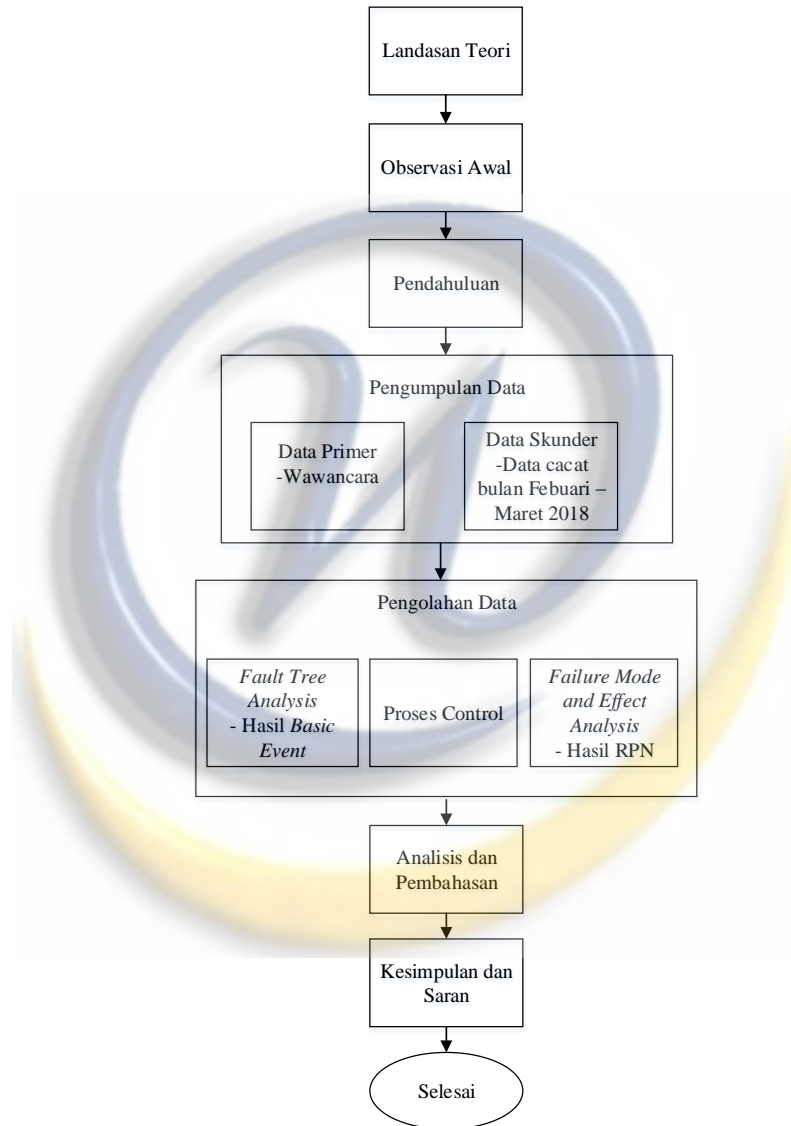 Landasan Teori
Observasi Awal
Pendahuluan
Pengumpulan Data
Data Primer
-Wawancara
Data Skunder
-Data cacat
bulan Febuari –
Maret 2018
Pengolahan Data
Fault Tree
Analysis
- Hasil Basic
Event
Proses Control
Failure Mode
and Effect
Analysis
- Hasil RPN
Analisis dan
Pembahasan
Kesimpulan dan
Saran
Selesai